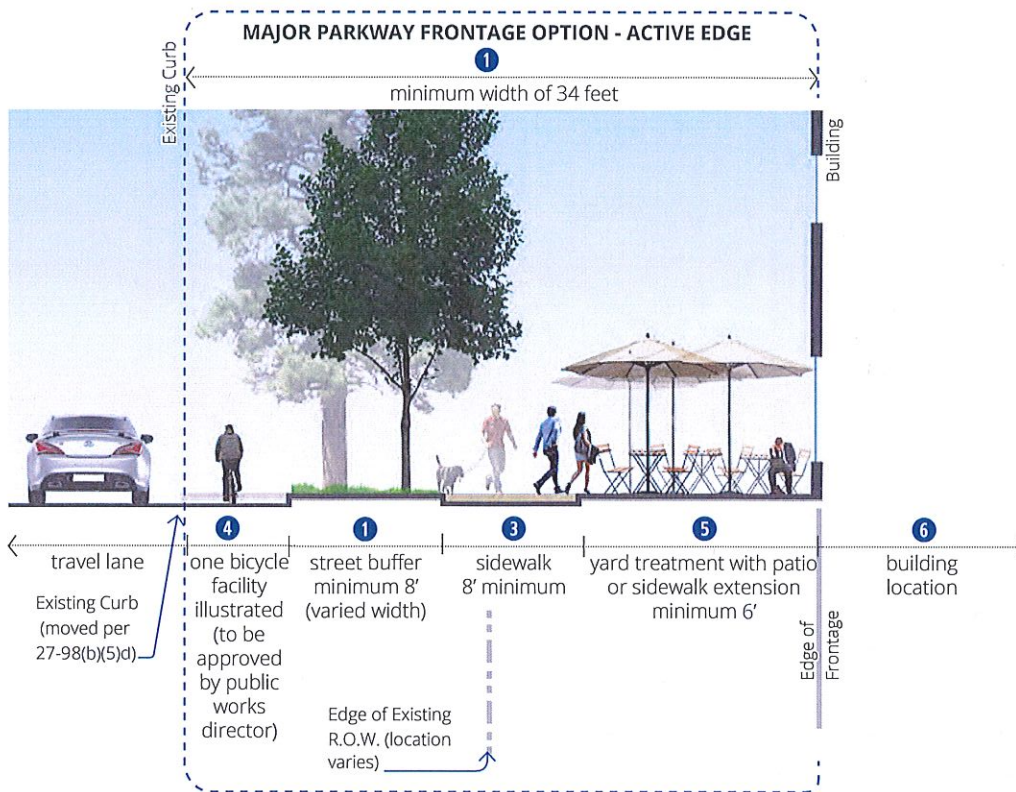 MAJOR PARKWAY FRONTAGE OPTION - ACTIVE EDGE
1
minimum width of 34 feet
Existing Curb
Building
4
1
3
5
6
travel lane
one bicycle
facility
illustrated
(to be
approved
by public
works
director)
street buffer
minimum 8'
(varied width)
sidewalk
8' minimum
yard treatment with patio
or sidewalk extension
minimum 6'
building
location
Existing Curb
(moved per
27-98(b)(5)d)
Edge of Existing
R.O.W. (location
varies)
Edge of
Frontage